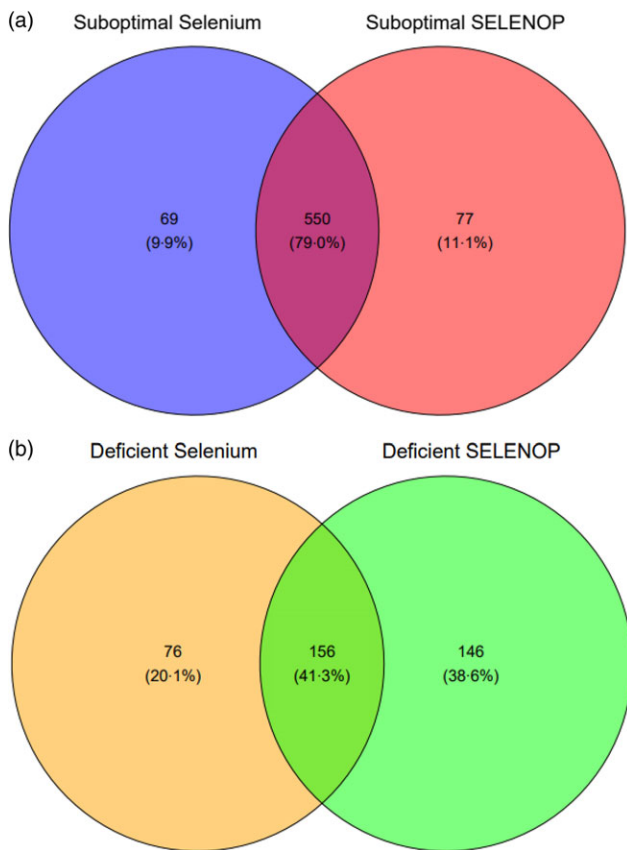 (a)
Suboptimal Selenium
Suboptimal SELENOP
69
(9·9%)
550
(79·0%)
77
(11·1%)
(b)
Deficient Selenium
Deficient SELENOP
76
(20·1%)
156
(41·3%)
146
(38·6%)